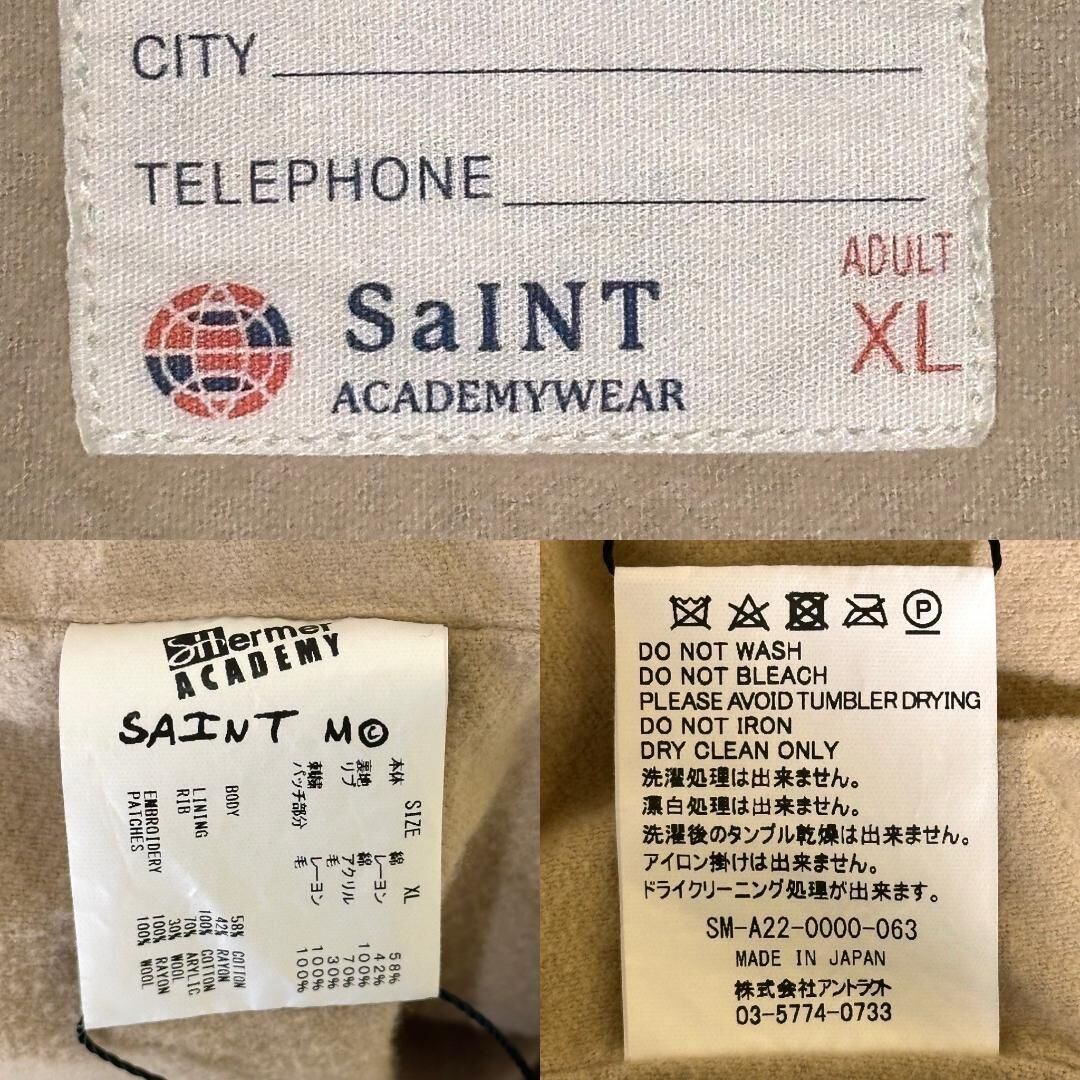 CITY
TELEPHONE
ADULT
XL
SaINT
ACADEMYWEAR
Shermer
ACADEMY
SAINT M©
SIZE XL
本体 綿 58%
レーヨン 42%
裏地 綿 100%
リブ アクリル 70%
毛 30%
刺繍 レーヨン 100%
パッチ部分 毛 100%
BODY 58% COTTON
42% RAYON
LINING 100% COTTON
RIB 70% ARYLIC
30% WOOL
EMBROIDERY 100% RAYON
PATCHES 100% WOOL
DO NOT WASH
DO NOT BLEACH
PLEASE AVOID TUMBLER DRYING
DO NOT IRON
DRY CLEAN ONLY
洗濯処理は出来ません。
漂白処理は出来ません。
洗濯後のタンブル乾燥は出来ません。
アイロン掛けは出来ません。
ドライクリーニング処理が出来ます。
SM-A22-0000-063
MADE IN JAPAN
株式会社アントラクト
03-5774-0733